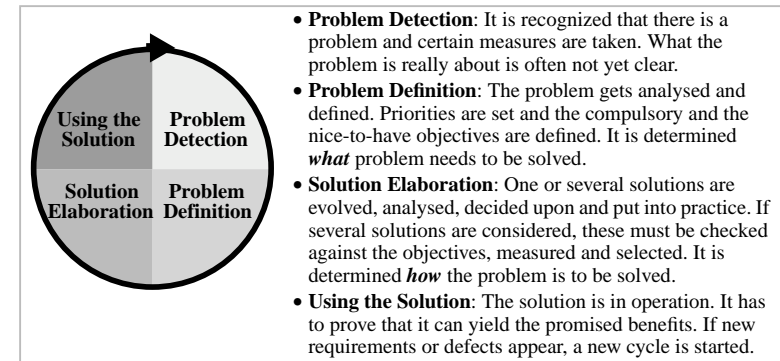 Using the
Solution
Problem
Detection
Solution
Elaboration
Problem
Definition
• Problem Detection: It is recognized that there is a
problem and certain measures are taken. What the
problem is really about is often not yet clear.
• Problem Definition: The problem gets analysed and
defined. Priorities are set and the compulsory and the
nice-to-have objectives are defined. It is determined
what problem needs to be solved.
• Solution Elaboration: One or several solutions are
evolved, analysed, decided upon and put into practice. If
several solutions are considered, these must be checked
against the objectives, measured and selected. It is
determined how the problem is to be solved.
• Using the Solution: The solution is in operation. It has
to prove that it can yield the promised benefits. If new
requirements or defects appear, a new cycle is started.